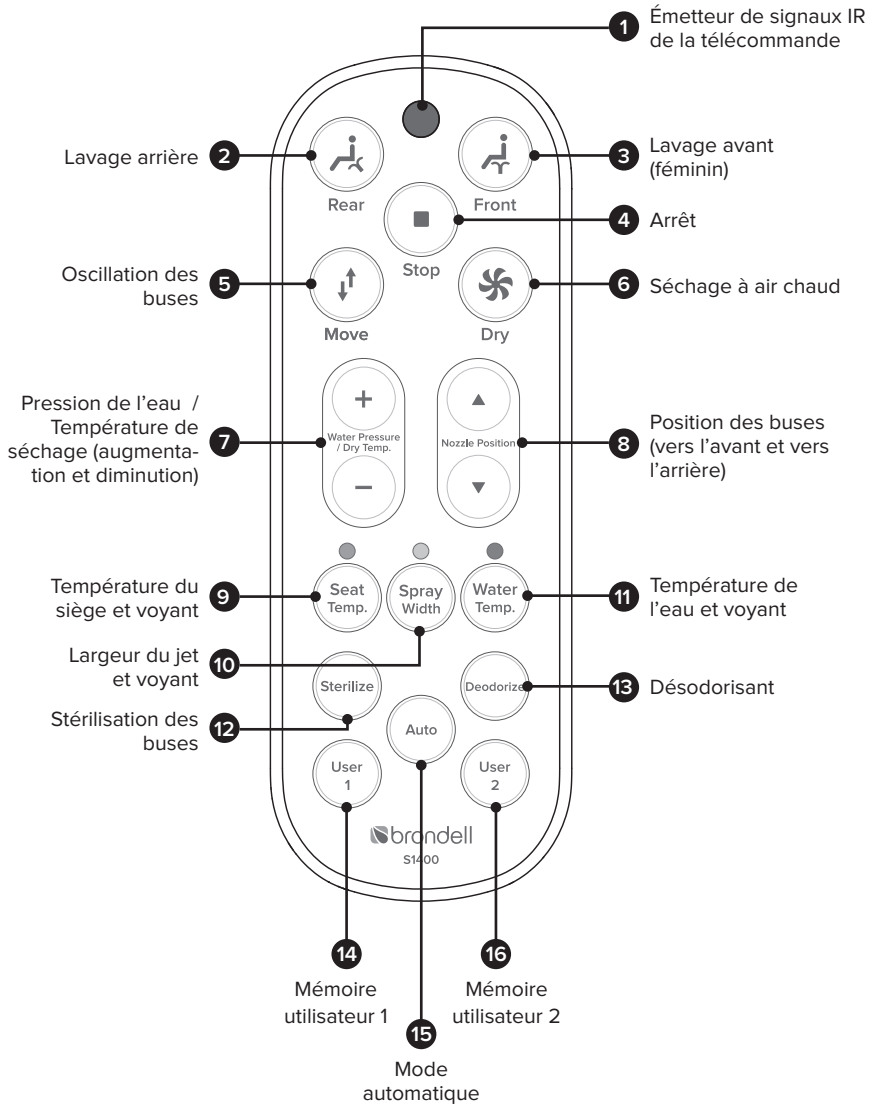 1
Émetteur de signaux IR
de la télécommande
Lavage arrière
2
3
Lavage avant
(féminin)
Rear
Front
4
Arrêt
Stop
Oscillation des
buses
5
6
Séchage à air chaud
Move
Dry
Pression de l'eau /
Température de
séchage (augmenta-
tion et diminution)
7
+
Water Pressure
/ Dry Temp.
−
Nozzle Position
8
Position des buses
(vers l'avant et vers
l'arrière)
Température du
siège et voyant
9
Seat
Temp.
Spray
Width
Water
Temp.
11
Température de
l'eau et voyant
Largeur du jet
et voyant
10
Sterilize
Deodorize
13
Désodorisant
Stérilisation des
buses
12
Auto
User
1
User
2
brondell
S1400
14
Mémoire
utilisateur 1
16
Mémoire
utilisateur 2
15
Mode
automatique